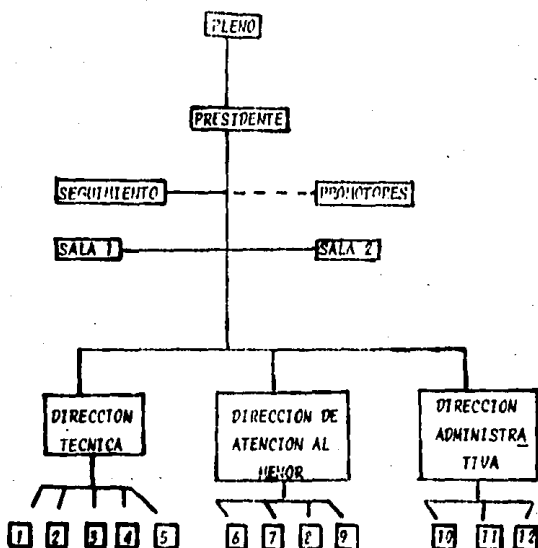 PLENO
PRESIDENTE
SEGUIMIENTO
PROMOTORES
SALA 1
SALA 2
DIRECCION
TECNICA
DIRECCION DE
ATENCION AL
MENOR
DIRECCION
ADMINISTRA
TIVA
1 2 3 4 5 6 7 8 9 10 11 12